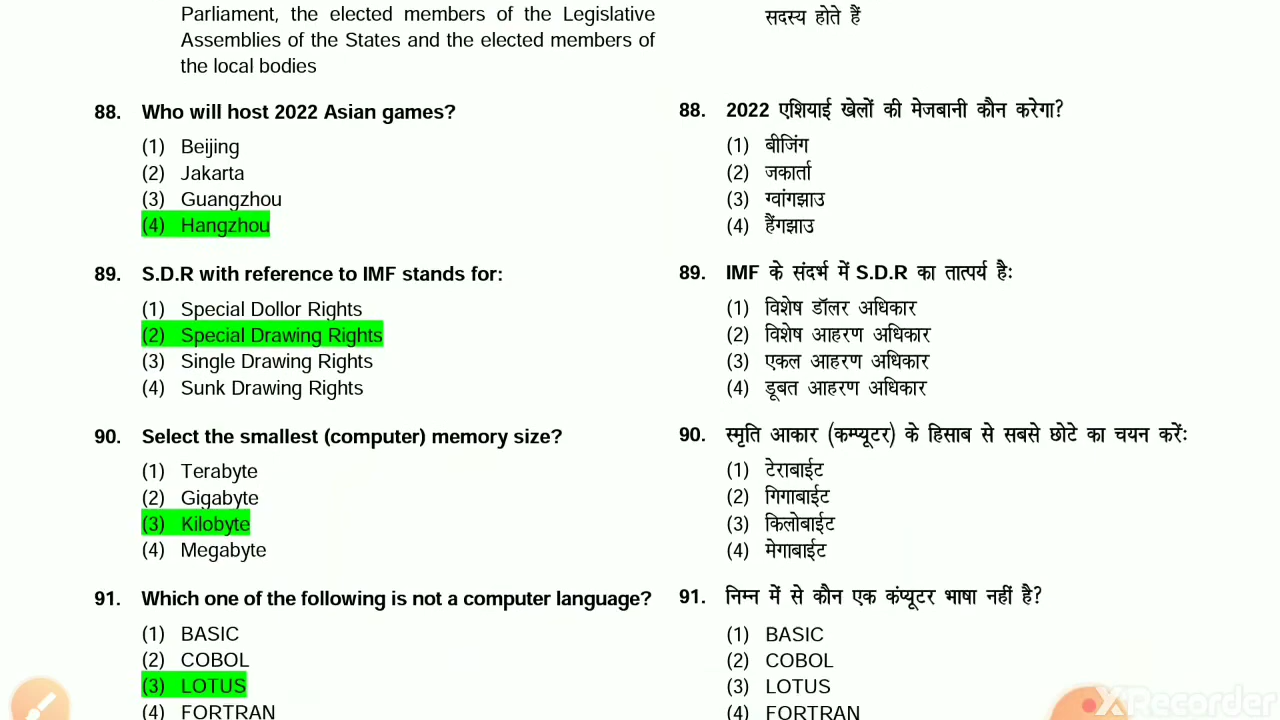 Parliament, the elected members of the Legislative
Assemblies of the States and the elected members of
the local bodies
88. Who will host 2022 Asian games?
(1) Beijing
(2) Jakarta
(3) Guangzhou
(4) Hangzhou
89. S.D.R with reference to IMF stands for:
(1) Special Dollor Rights
(2) Special Drawing Rights
(3) Single Drawing Rights
(4) Sunk Drawing Rights
90. Select the smallest (computer) memory size?
(1) Terabyte
(2) Gigabyte
(3) Kilobyte
(4) Megabyte
91. Which one of the following is not a computer language?
(1) BASIC
(2) COBOL
(3) LOTUS
(4) FORTRAN
सदस्य होते हैं
88. 2022 एशियाई खेलों की मेजबानी कौन करेगा?
(1) बीजिंग
(2) जकार्ता
(3) ग्वांगझाउ
(4) हैंगझाउ
89. IMF के संदर्भ में S.D.R का तात्पर्य है:
(1) विशेष डॉलर अधिकार
(2) विशेष आहरण अधिकार
(3) एकल आहरण अधिकार
(4) डूबत आहरण अधिकार
90. स्मृति आकार (कम्प्यूटर) के हिसाब से सबसे छोटे का चयन करें:
(1) टेराबाईट
(2) गिगाबाईट
(3) किलोबाईट
(4) मेगाबाईट
91. निम्न में से कौन एक कंप्यूटर भाषा नहीं है?
(1) BASIC
(2) COBOL
(3) LOTUS
(4) FORTRAN
XRecorder